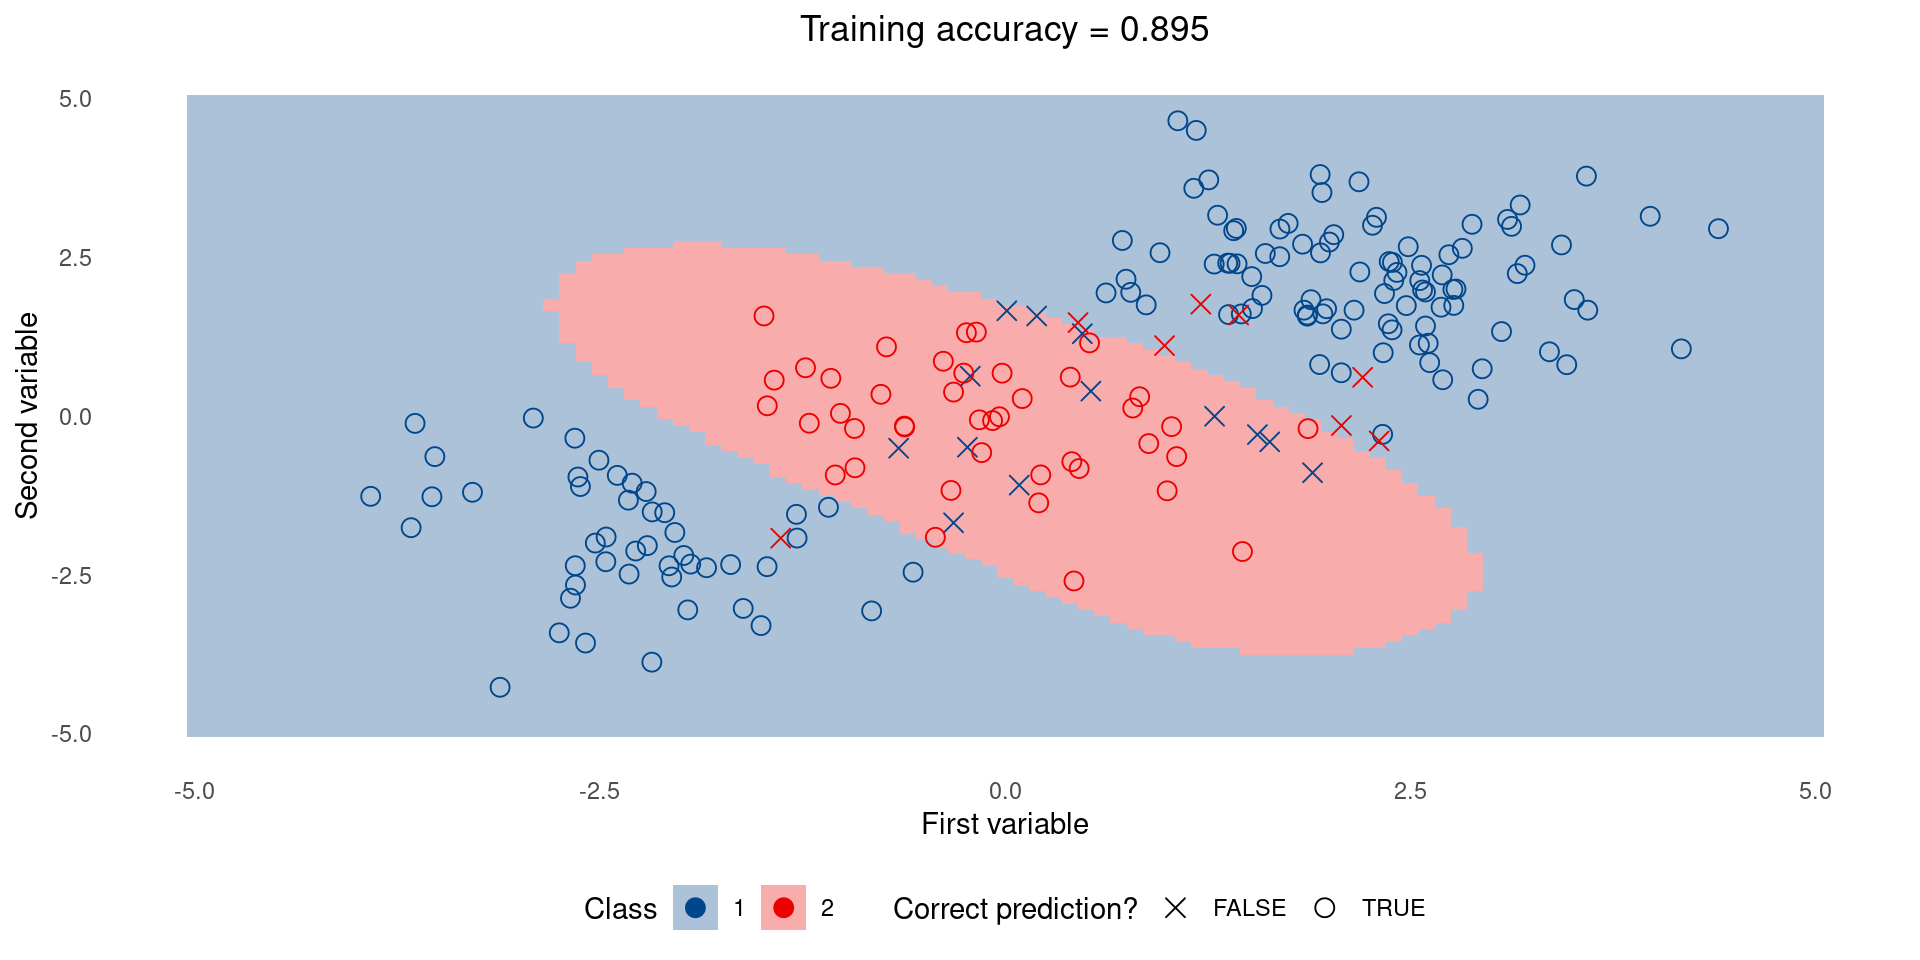 Training accuracy = 0.895
5.0
2.5
0.0
-2.5
-5.0
Second variable
-5.0 -2.5 0.0 2.5 5.0
First variable
Class 1 2 Correct prediction? FALSE TRUE